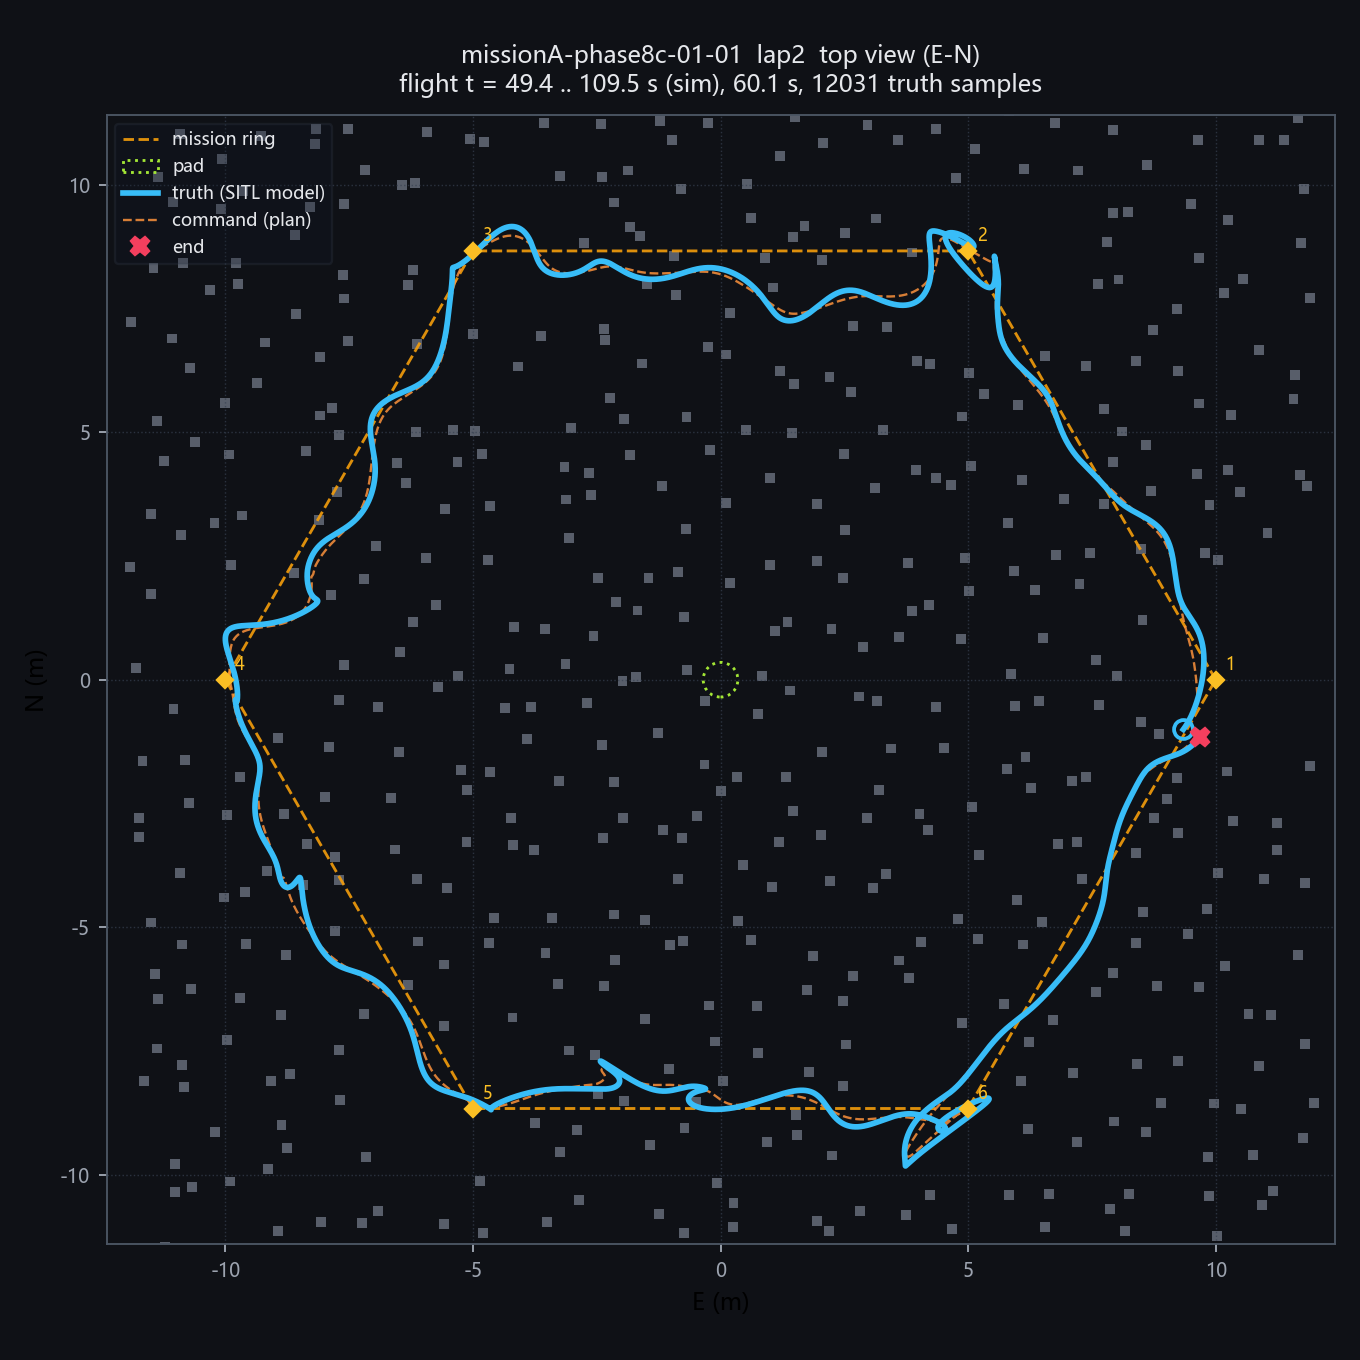 missionA-phase8c-01-01  lap2  top view (E-N)
flight t = 49.4 .. 109.5 s (sim), 60.1 s, 12031 truth samples
mission ring
pad
truth (SITL model)
command (plan)
end
3
2
4
1
5
6
10
5
0
-5
-10
N (m)
-10
-5
0
5
10
E (m)